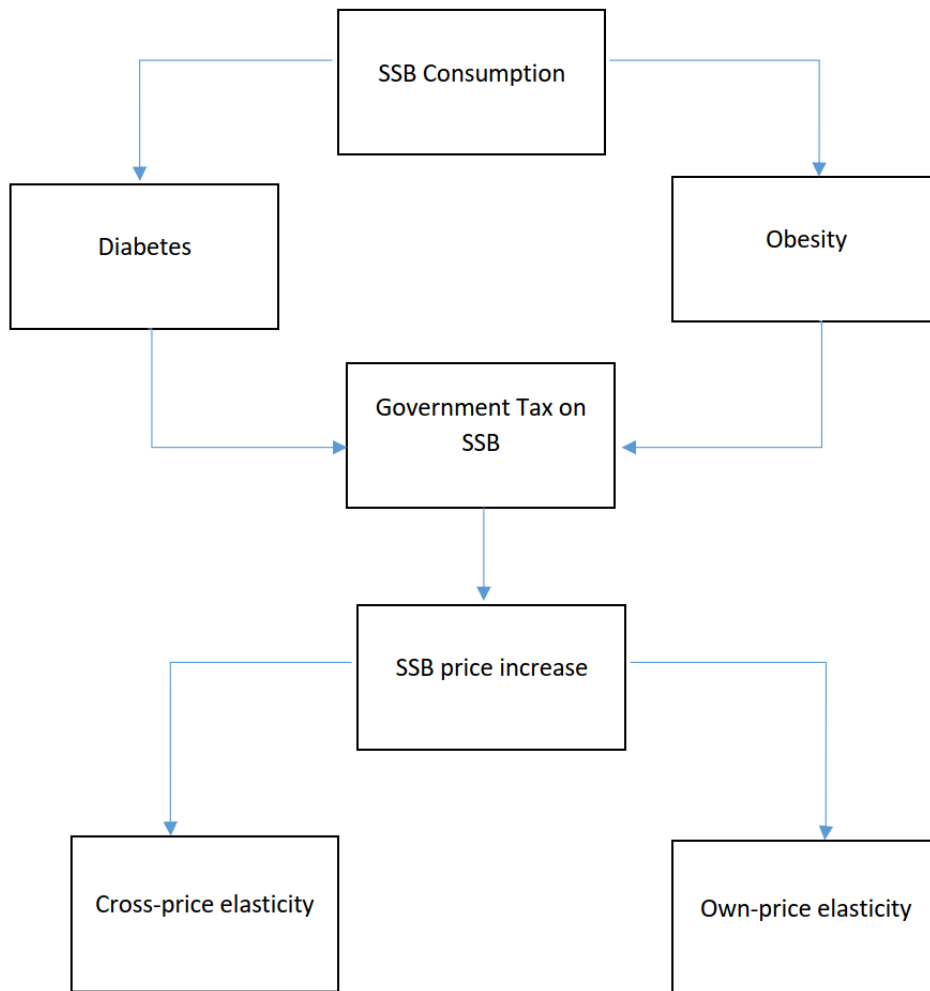 SSB Consumption
Diabetes
Obesity
Government Tax on
SSB
SSB price increase
Cross-price elasticity
Own-price elasticity